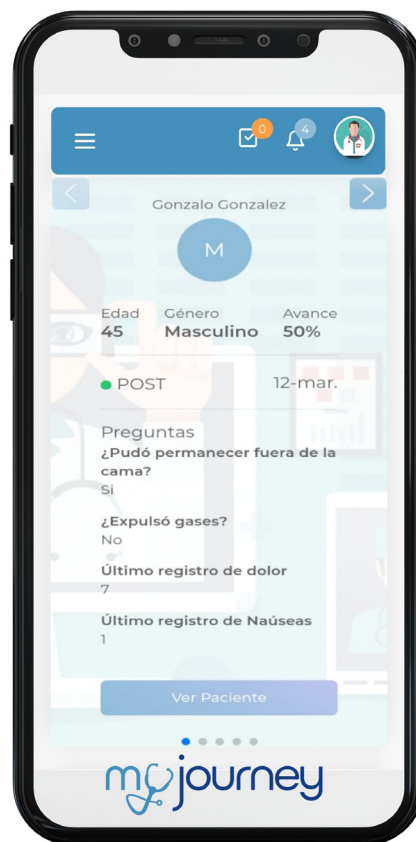 0
4
Gonzalo Gonzalez
M
Edad Género Avance
45 Masculino 50%
POST 12-mar.
Preguntas
¿Pudó permanecer fuera de la
cama?
Si
¿Expulsó gases?
No
Último registro de dolor
7
Último registro de Naúseas
1
Ver Paciente
myjourney